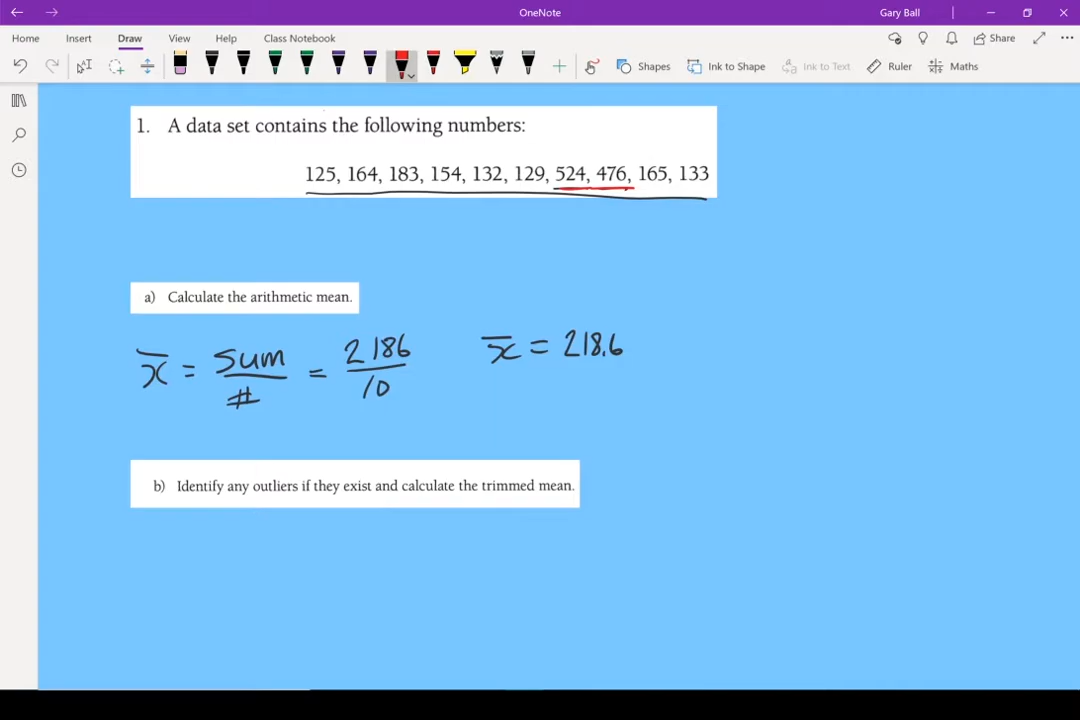 OneNote
Gary Ball
Home Insert Draw View Help Class Notebook
Share
Shapes Ink to Shape Ink to Text Ruler Maths
1. A data set contains the following numbers:
125, 164, 183, 154, 132, 129, 524, 476, 165, 133
a) Calculate the arithmetic mean.
x̄ = sum / # = 2186 / 10 x̄ = 218.6
b) Identify any outliers if they exist and calculate the trimmed mean.